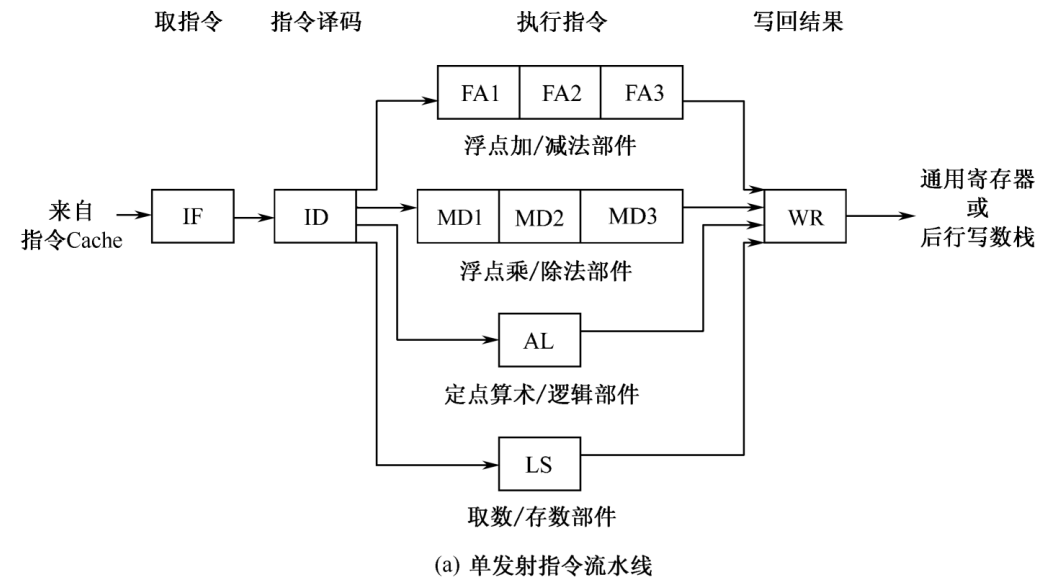 取指令 指令译码 执行指令 写回结果
FA1 FA2 FA3
浮点加/减法部件
来自
指令Cache
IF
ID
MD1 MD2 MD3
WR
通用寄存器
或
后行写数栈
浮点乘/除法部件
AL
定点算术/逻辑部件
LS
取数/存数部件
(a) 单发射指令流水线